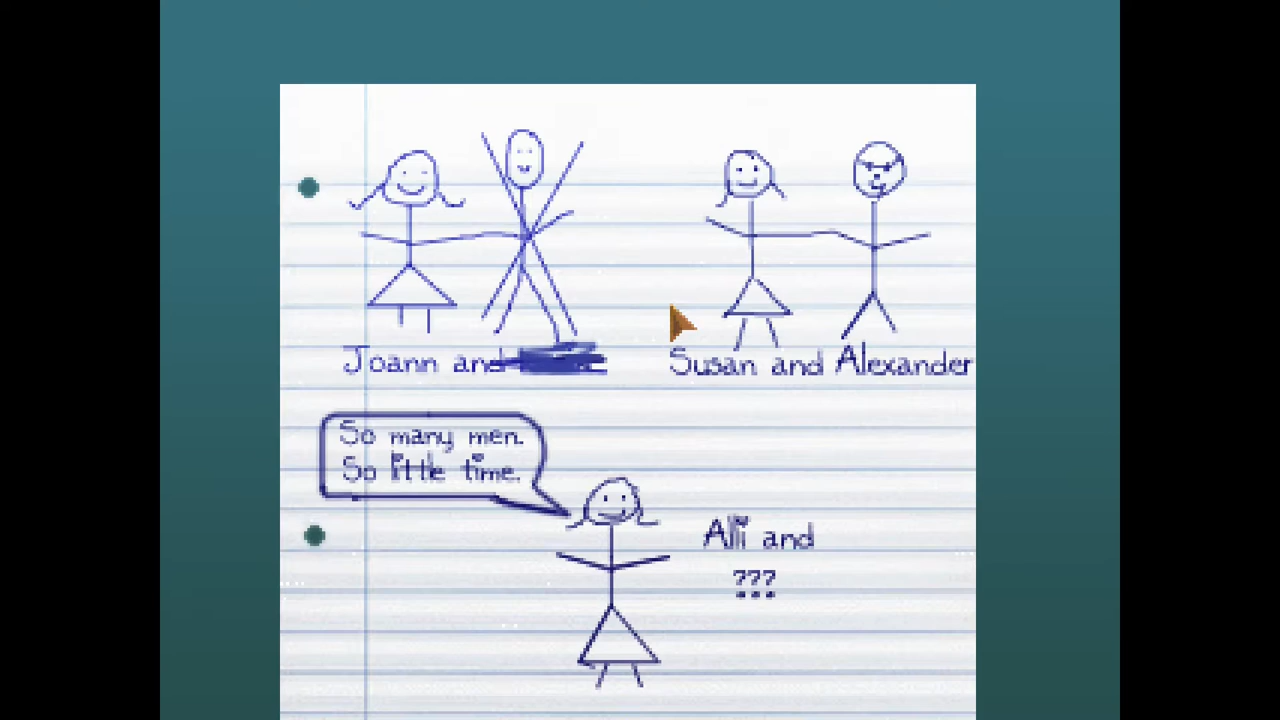 Joann and
Susan and Alexander
So many men.
So little time.
Alli and
???